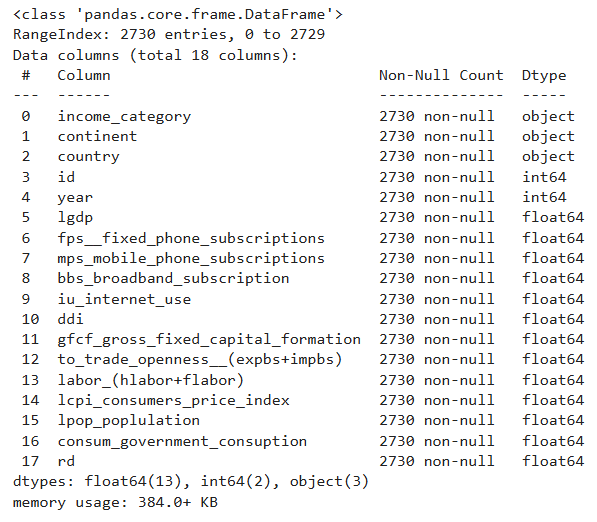 <class 'pandas.core.frame.DataFrame'>
RangeIndex: 2730 entries, 0 to 2729
Data columns (total 18 columns):
 #   Column                           Non-Null Count  Dtype
---  ------                           --------------  -----
 0   income_category                  2730 non-null   object
 1   continent                        2730 non-null   object
 2   country                          2730 non-null   object
 3   id                               2730 non-null   int64
 4   year                             2730 non-null   int64
 5   lgdp                             2730 non-null   float64
 6   fps__fixed_phone_subscriptions   2730 non-null   float64
 7   mps_mobile_phone_subscriptions   2730 non-null   float64
 8   bbs_broadband_subscription       2730 non-null   float64
 9   iu_internet_use                  2730 non-null   float64
 10  ddi                              2730 non-null   float64
 11  gfcf_gross_fixed_capital_formation  2730 non-null   float64
 12  to_trade_openness__(expbs+impbs)  2730 non-null   float64
 13  labor_(hlabor+flabor)            2730 non-null   float64
 14  lcpi_consumers_price_index       2730 non-null   float64
 15  lpop_poplulation                 2730 non-null   float64
 16  consum_government_consuption     2730 non-null   float64
 17  rd                               2730 non-null   float64
dtypes: float64(13), int64(2), object(3)
memory usage: 384.0+ KB